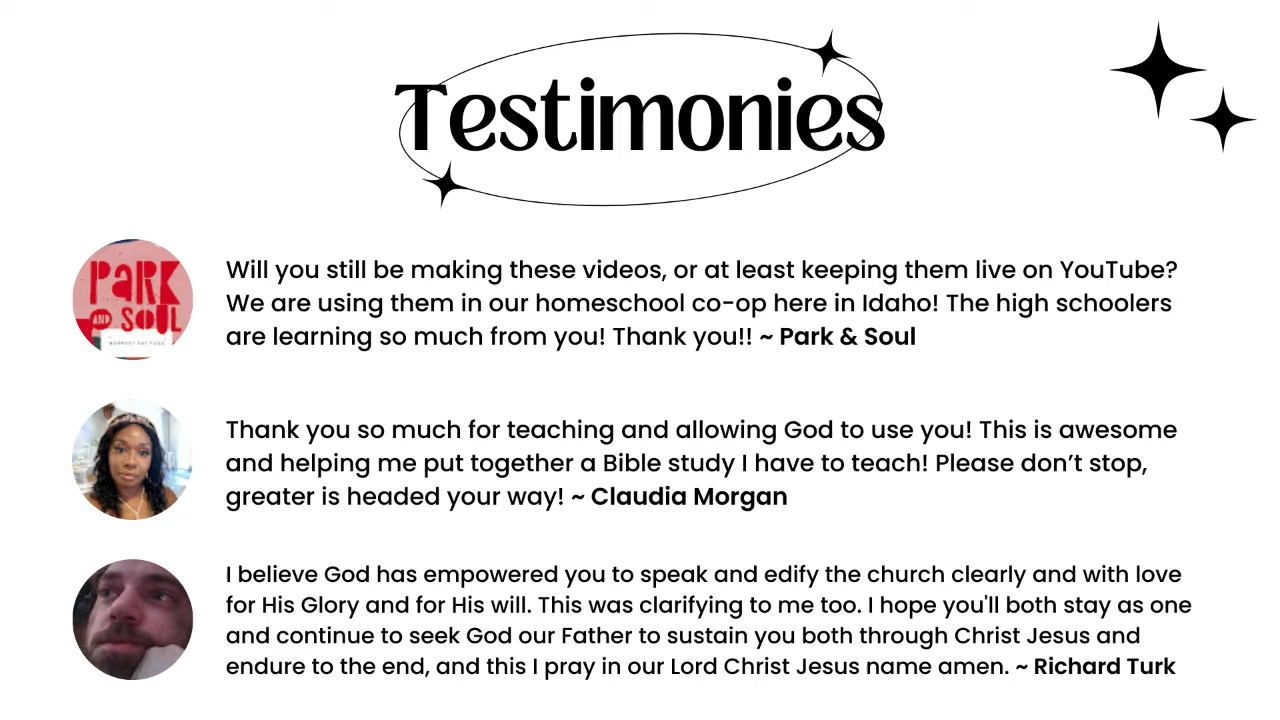 Testimonies
PaRK
AND SOUL
Will you still be making these videos, or at least keeping them live on YouTube?
We are using them in our homeschool co-op here in Idaho! The high schoolers
are learning so much from you! Thank you!! ~ Park & Soul
Thank you so much for teaching and allowing God to use you! This is awesome
and helping me put together a Bible study I have to teach! Please don’t stop,
greater is headed your way! ~ Claudia Morgan
I believe God has empowered you to speak and edify the church clearly and with love
for His Glory and for His will. This was clarifying to me too. I hope you'll both stay as one
and continue to seek God our Father to sustain you both through Christ Jesus and
endure to the end, and this I pray in our Lord Christ Jesus name amen. ~ Richard Turk